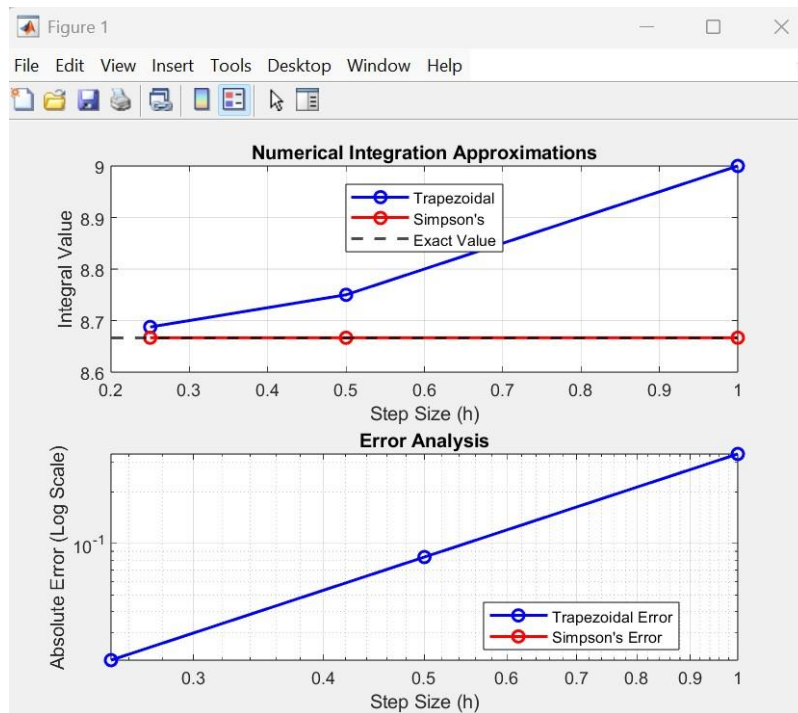 Figure 1
File Edit View Insert Tools Desktop Window Help
Numerical Integration Approximations
Integral Value
9
8.9
8.8
8.7
8.6
Trapezoidal
Simpson's
Exact Value
0.2 0.3 0.4 0.5 0.6 0.7 0.8 0.9 1
Step Size (h)
Error Analysis
Absolute Error (Log Scale)
10⁻¹
Trapezoidal Error
Simpson's Error
0.3 0.4 0.5 0.6 0.7 0.8 0.9 1
Step Size (h)